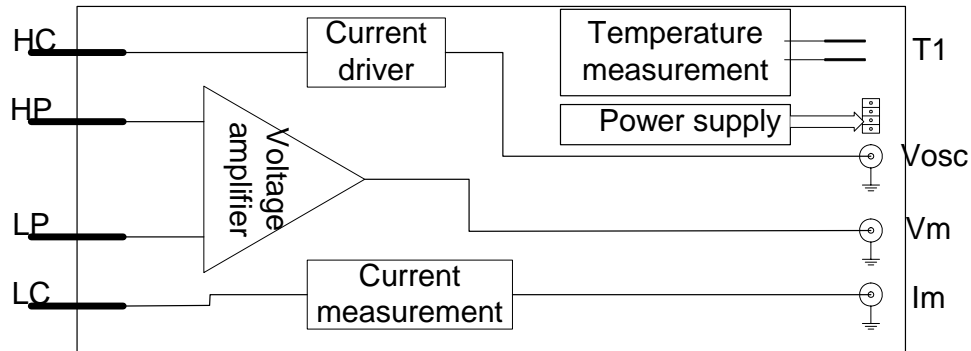 HC
Current
driver
Temperature
measurement
T1
HP
Voltage
amplifier
Power supply
Vosc
LP
Vm
LC
Current
measurement
Im